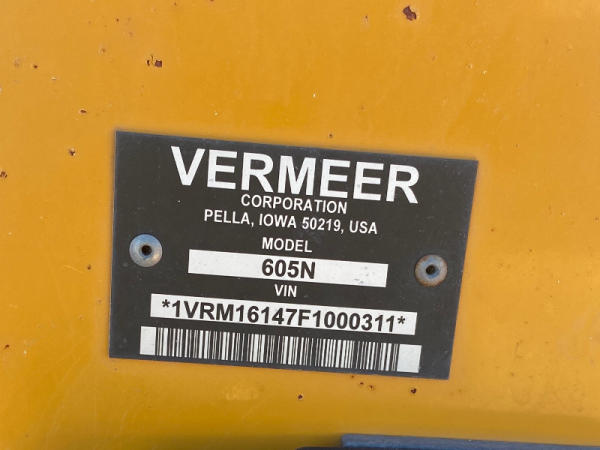 VERMEER
CORPORATION
PELLA, IOWA 50219, USA
MODEL
605N
VIN
*1VRM16147F1000311*